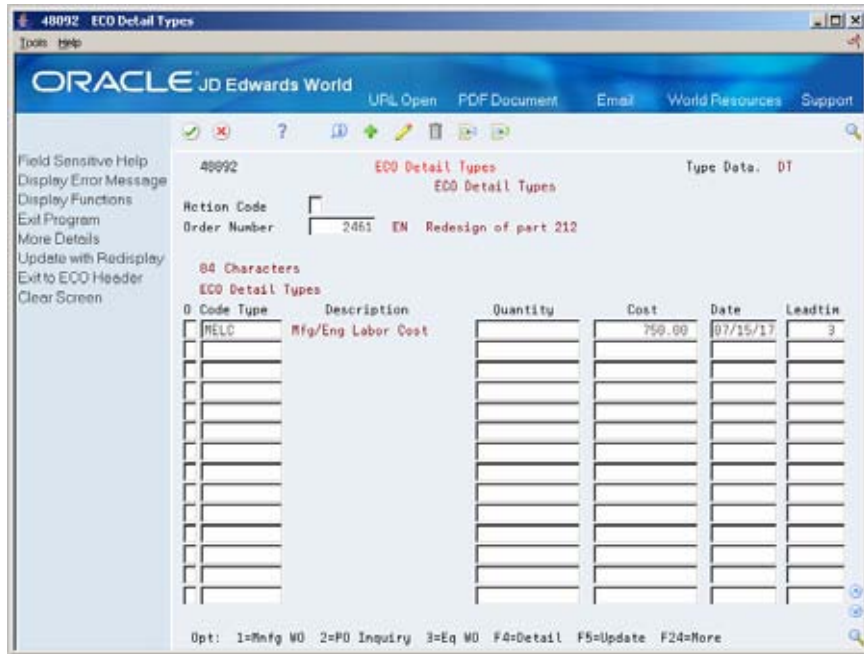 48092 ECO Detail Types
Tools Help
ORACLE JD Edwards World
URL Open PDF Document Email World Resources Support
Field Sensitive Help
Display Error Message
Display Functions
Exit Program
More Details
Update with Redisplay
Exit to ECO Header
Clear Screen
48092 ECO Detail Types Type Data. DT
ECO Detail Types
Action Code
Order Number 2461 EN Redesign of part 212
84 Characters
ECO Detail Types
O Code Type Description Quantity Cost Date Leadtim
MELC Mfg/Eng Labor Cost 750.00 07/15/17 3
Opt: 1=Mnfg WO 2=PO Inquiry 3=Eq WO F4=Detail F5=Update F24=More